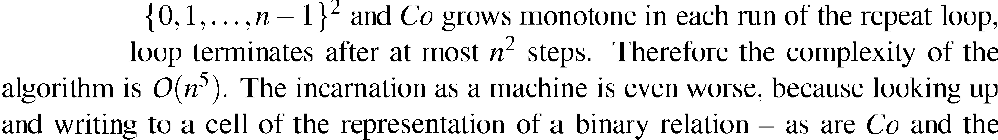 {0,1,...,n−1}² and Co grows monotone in each run of the repeat loop,
loop terminates after at most n² steps. Therefore the complexity of the
algorithm is O(n⁵). The incarnation as a machine is even worse, because looking up
and writing to a cell of the representation of a binary relation – as are Co and the